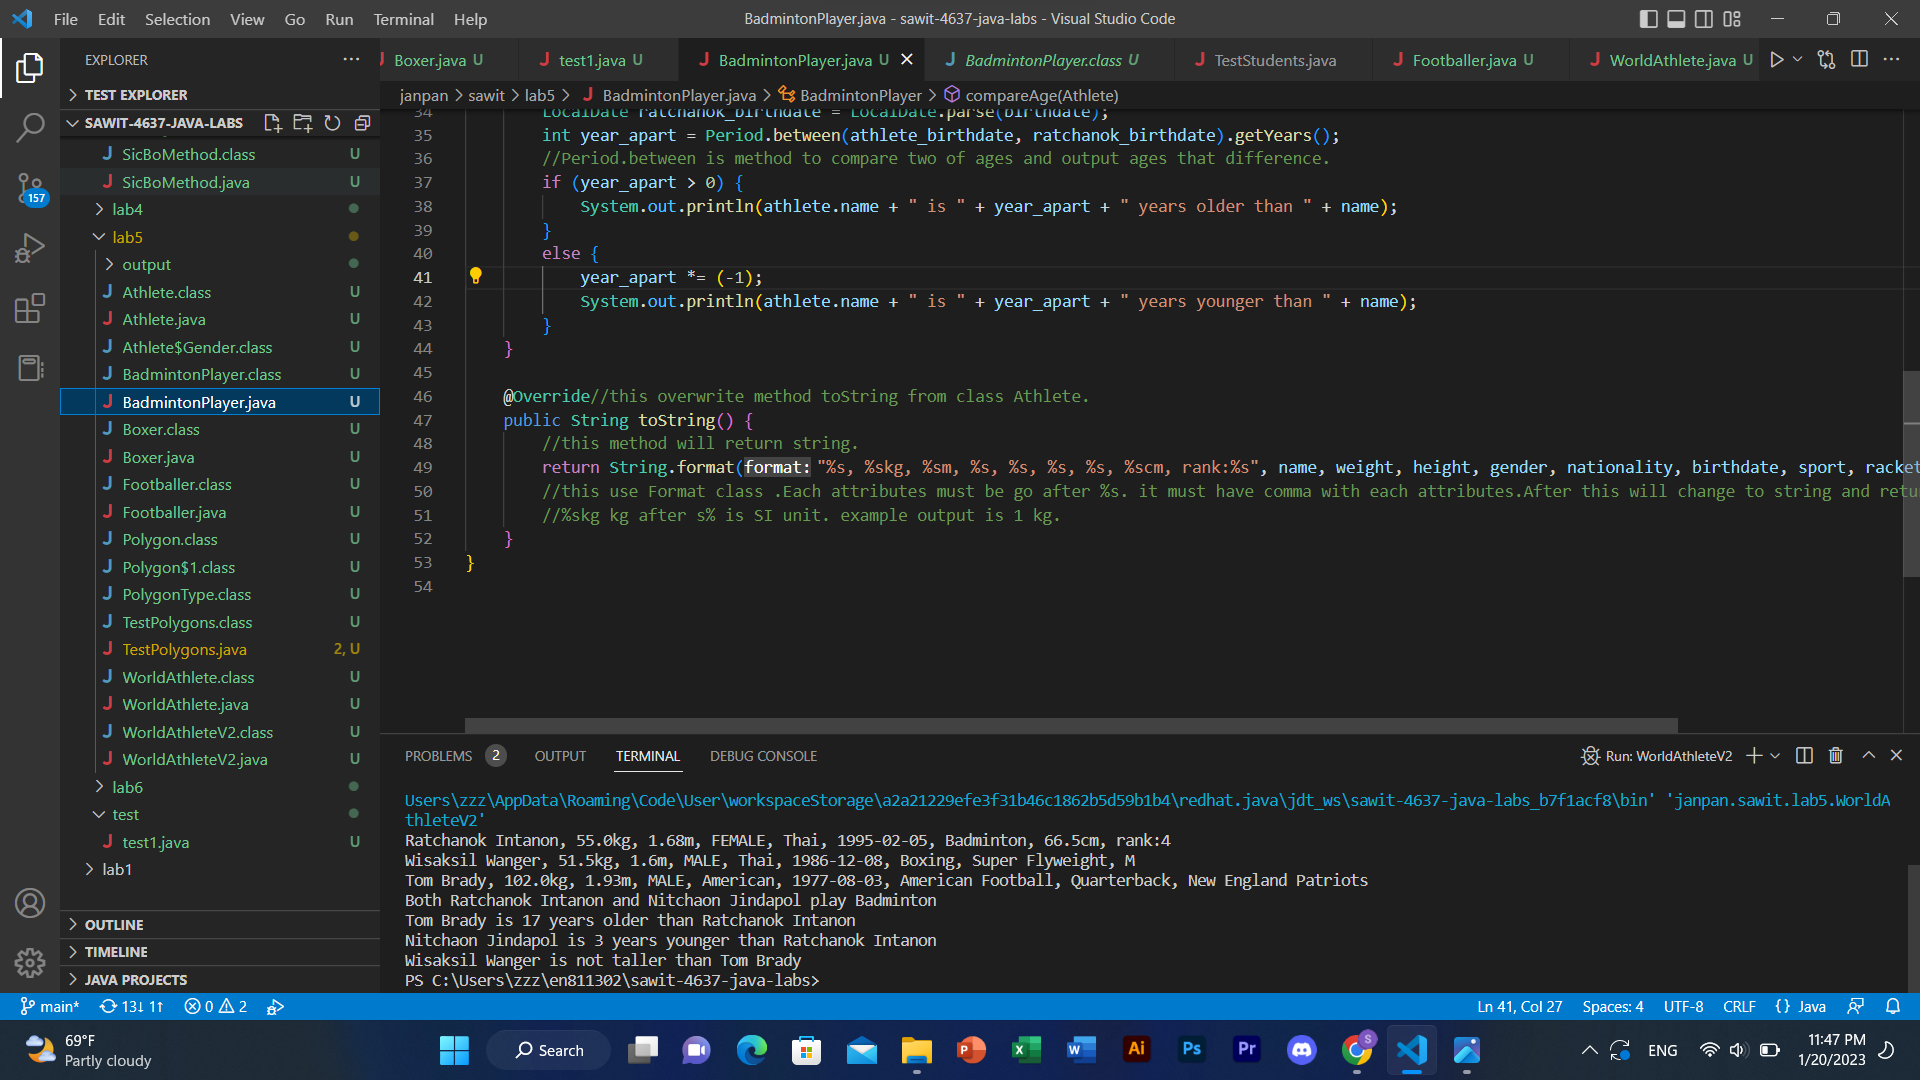 File Edit Selection View Go Run Terminal Help
BadmintonPlayer.java - sawit-4637-java-labs - Visual Studio Code
EXPLORER
Boxer.java U
test1.java U
BadmintonPlayer.java U
BadmintonPlayer.class U
TestStudents.java
Footballer.java U
WorldAthlete.java U
janpan > sawit > lab5 > BadmintonPlayer.java > BadmintonPlayer > compareAge(Athlete)
TEST EXPLORER
SAWIT-4637-JAVA-LABS
SicBoMethod.class U
SicBoMethod.java U
lab4
lab5
output
Athlete.class U
Athlete.java U
Athlete$Gender.class U
BadmintonPlayer.class U
BadmintonPlayer.java U
Boxer.class U
Boxer.java U
Footballer.class U
Footballer.java U
Polygon.class U
Polygon$1.class U
PolygonType.class U
TestPolygons.class U
TestPolygons.java 2, U
WorldAthlete.class U
WorldAthlete.java U
WorldAthleteV2.class U
WorldAthleteV2.java U
lab6
test
test1.java U
lab1
OUTLINE
TIMELINE
JAVA PROJECTS
157
34 LocalDate ratchanok_birthdate = LocalDate.parse(birthdate);
35 int year_apart = Period.between(athlete_birthdate, ratchanok_birthdate).getYears();
36 //Period.between is method to compare two of ages and output ages that difference.
37 if (year_apart > 0) {
38 System.out.println(athlete.name + " is " + year_apart + " years older than " + name);
39 }
40 else {
41 year_apart *= (-1);
42 System.out.println(athlete.name + " is " + year_apart + " years younger than " + name);
43 }
44 }
45
46 @Override//this overwrite method toString from class Athlete.
47 public String toString() {
48 //this method will return string.
49 return String.format(format: "%s, %skg, %sm, %s, %s, %s, %s, %scm, rank:%s", name, weight, height, gender, nationality, birthdate, sport, racket
50 //this use Format class .Each attributes must be go after %s. it must have comma with each attributes.After this will change to string and retu
51 //%skg kg after s% is SI unit. example output is 1 kg.
52 }
53 }
54
PROBLEMS 2 OUTPUT TERMINAL DEBUG CONSOLE
Run: WorldAthleteV2
Users\zzz\AppData\Roaming\Code\User\workspaceStorage\a2a21229efe3f31b46c1862b5d59b1b4\redhat.java\jdt_ws\sawit-4637-java-labs_b7f1acf8\bin' 'janpan.sawit.lab5.WorldA
thleteV2'
Ratchanok Intanon, 55.0kg, 1.68m, FEMALE, Thai, 1995-02-05, Badminton, 66.5cm, rank:4
Wisaksil Wanger, 51.5kg, 1.6m, MALE, Thai, 1986-12-08, Boxing, Super Flyweight, M
Tom Brady, 102.0kg, 1.93m, MALE, American, 1977-08-03, American Football, Quarterback, New England Patriots
Both Ratchanok Intanon and Nitchaon Jindapol play Badminton
Tom Brady is 17 years older than Ratchanok Intanon
Nitchaon Jindapol is 3 years younger than Ratchanok Intanon
Wisaksil Wanger is not taller than Tom Brady
PS C:\Users\zzz\en811302\sawit-4637-java-labs>
main* 13↓ 1↑ 0 2
Ln 41, Col 27 Spaces: 4 UTF-8 CRLF {} Java
69°F
Partly cloudy
Search
ENG
11:47 PM
1/20/2023